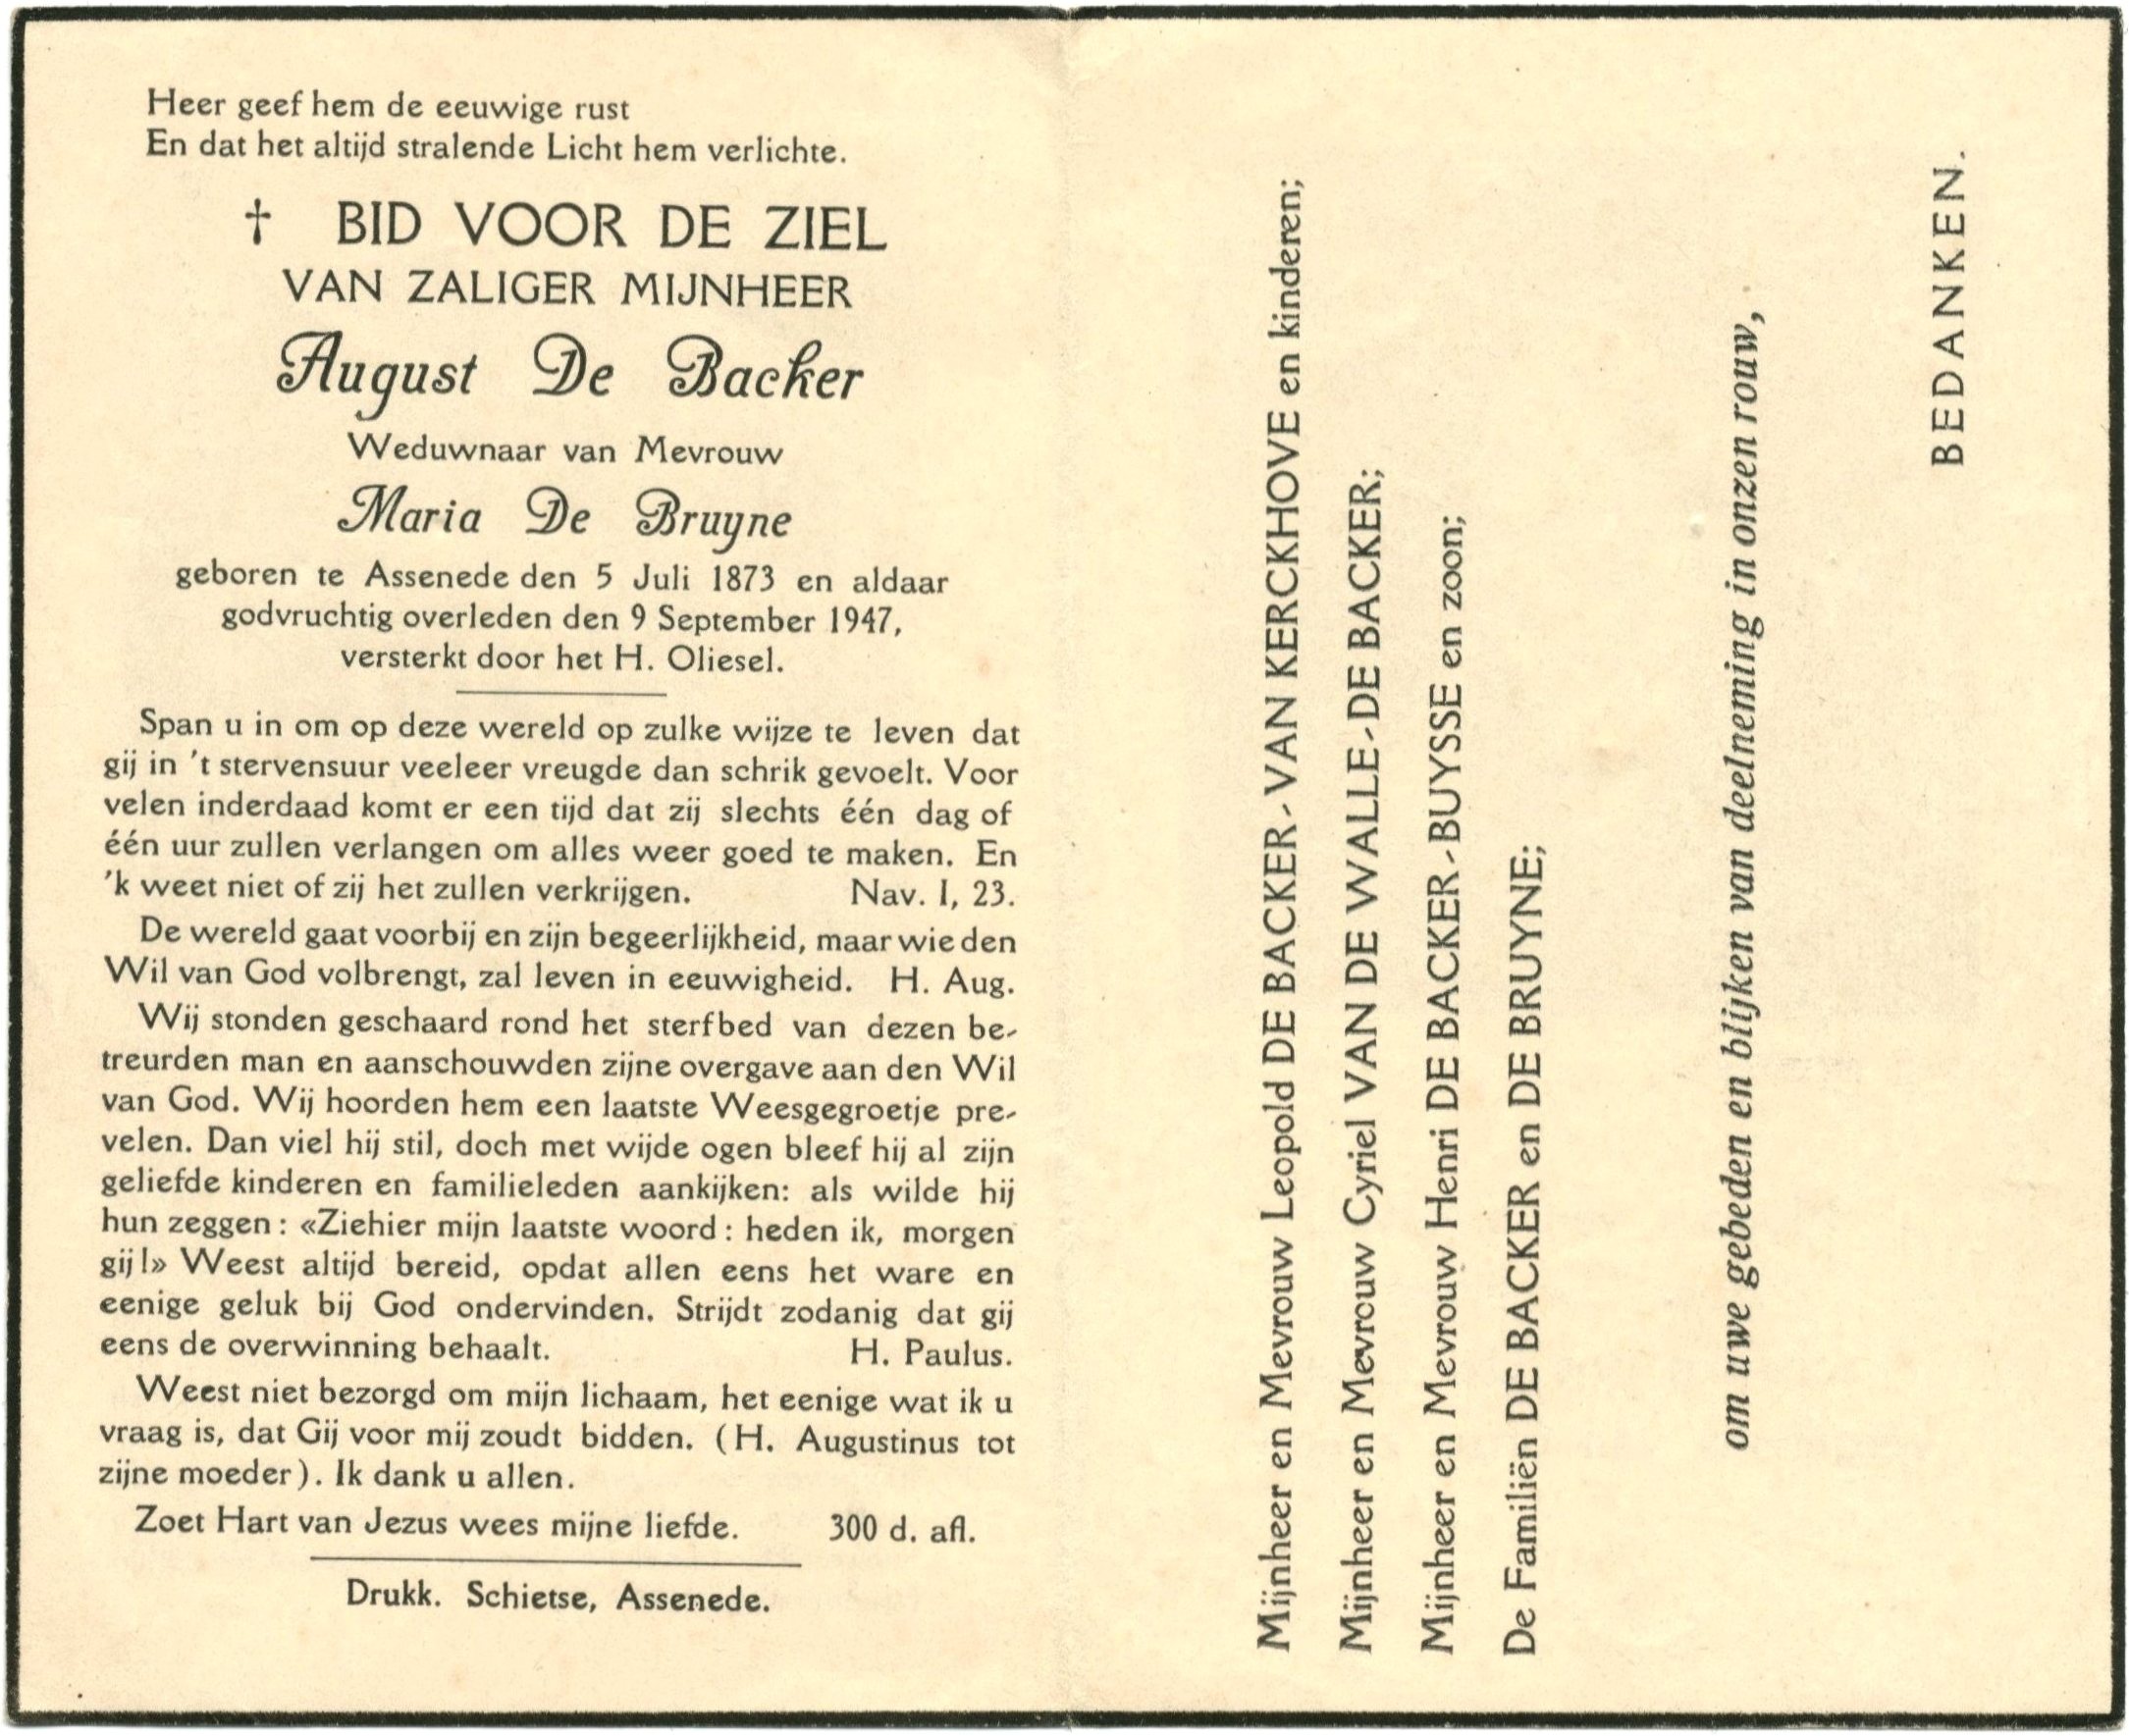 Heer geef hem de eeuwige rust
En dat het altijd stralende Licht hem verlichte.
† BID VOOR DE ZIEL
VAN ZALIGER MIJNHEER
August De Backer
Weduwnaar van Mevrouw
Maria De Bruyne
geboren te Assenede den 5 Juli 1873 en aldaar
godvruchtig overleden den 9 September 1947,
versterkt door het H. Oliesel.
Span u in om op deze wereld op zulke wijze te leven dat
gij in 't stervensuur veeleer vreugde dan schrik gevoelt. Voor
velen inderdaad komt er een tijd dat zij slechts één dag of
één uur zullen verlangen om alles weer goed te maken. En
'k weet niet of zij het zullen verkrijgen. Nav. I, 23.
De wereld gaat voorbij en zijn begeerlijkheid, maar wie den
Wil van God volbrengt, zal leven in eeuwigheid. H. Aug.
Wij stonden geschaard rond het sterfbed van dezen be-
treurden man en aanschouwden zijne overgave aan den Wil
van God. Wij hoorden hem een laatste Weesgegroetje pre-
velen. Dan viel hij stil, doch met wijde ogen bleef hij al zijn
geliefde kinderen en familieleden aankijken: als wilde hij
hun zeggen: «Ziehier mijn laatste woord: heden ik, morgen
gij!» Weest altijd bereid, opdat allen eens het ware en
eenige geluk bij God ondervinden. Strijdt zodanig dat gij
eens de overwinning behaalt. H. Paulus.
Weest niet bezorgd om mijn lichaam, het eenige wat ik u
vraag is, dat Gij voor mij zoudt bidden. (H. Augustinus tot
zijne moeder). Ik dank u allen.
Zoet Hart van Jezus wees mijne liefde. 300 d. afl.
Drukk. Schietse, Assenede.
Mijnheer en Mevrouw Leopold DE BACKER-VAN KERCKHOVE en kinderen;
Mijnheer en Mevrouw Cyriel VAN DE WALLE-DE BACKER;
Mijnheer en Mevrouw Henri DE BACKER-BUYSSE en zoon;
De Familiën DE BACKER en DE BRUYNE;
om uwe gebeden en blijken van deelneming in onzen rouw,
BEDANKEN.